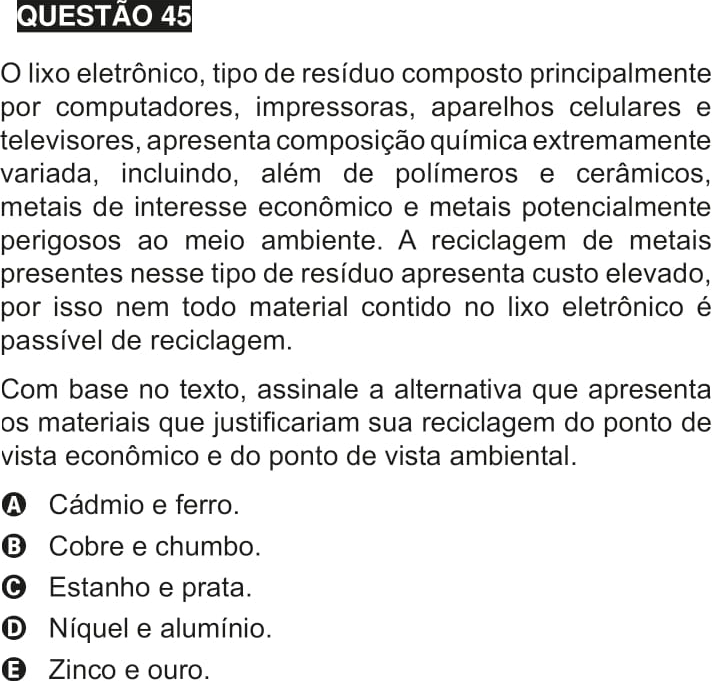 QUESTÃO 45
O lixo eletrônico, tipo de resíduo composto principalmente
por computadores, impressoras, aparelhos celulares e
televisores, apresenta composição química extremamente
variada, incluindo, além de polímeros e cerâmicos,
metais de interesse econômico e metais potencialmente
perigosos ao meio ambiente. A reciclagem de metais
presentes nesse tipo de resíduo apresenta custo elevado,
por isso nem todo material contido no lixo eletrônico é
passível de reciclagem.
Com base no texto, assinale a alternativa que apresenta
os materiais que justificariam sua reciclagem do ponto de
vista econômico e do ponto de vista ambiental.
A Cádmio e ferro.
B Cobre e chumbo.
C Estanho e prata.
D Níquel e alumínio.
E Zinco e ouro.